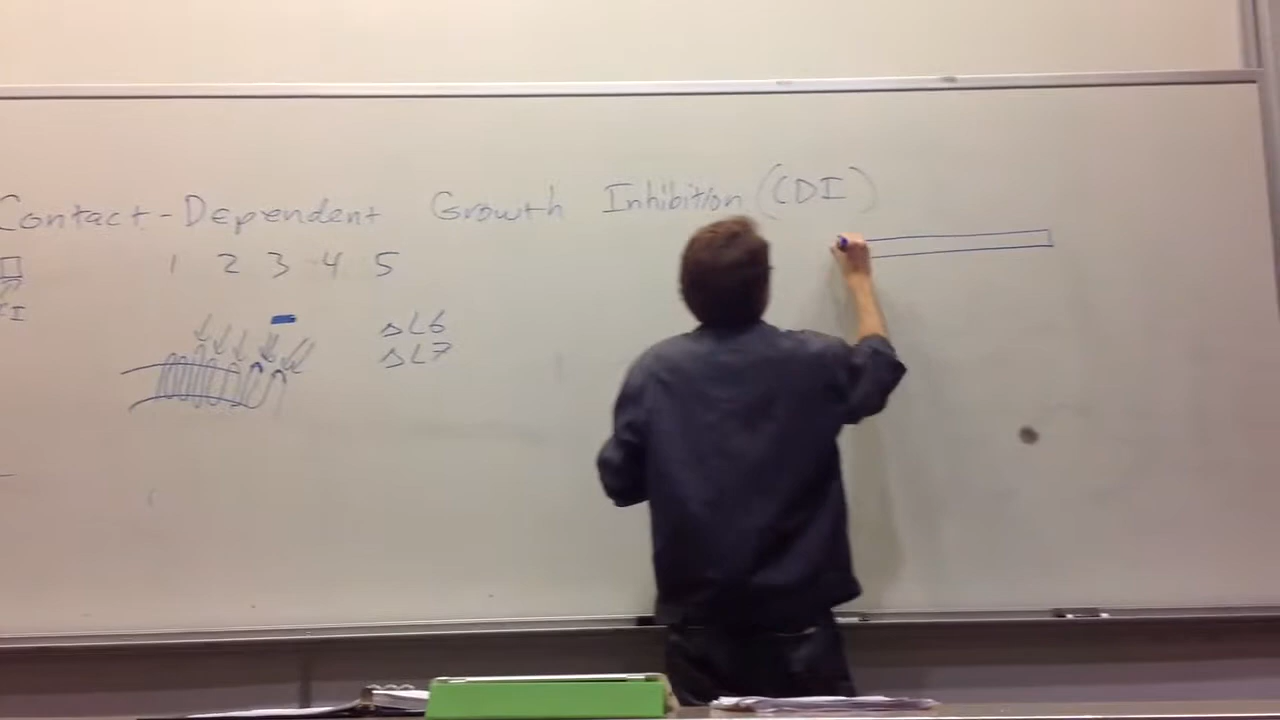 Contact-Dependent Growth Inhibition (CDI)
1 2 3 4 5
I
ΔL6
ΔL7